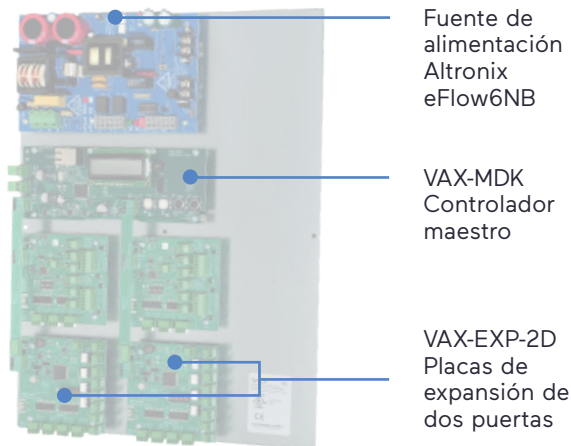 Fuente de
alimentación
Altronix
eFlow6NB
VAX-MDK
Controlador
maestro
VAX-EXP-2D
Placas de
expansión de
dos puertas